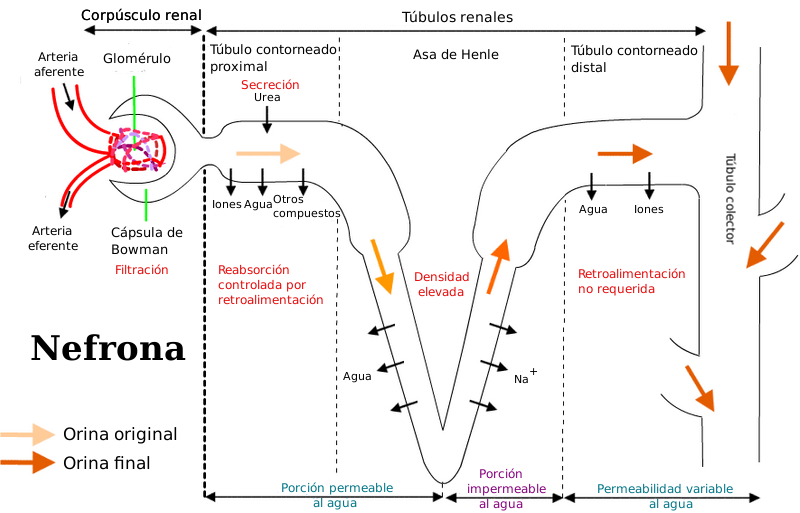 Corpúsculo renal
Túbulos renales
Arteria
aferente
Glomérulo
Túbulo contorneado
proximal
Asa de Henle
Túbulo contorneado
distal
Secreción
Urea
Iones
Agua
Otros
compuestos
Agua
Iones
Túbulo colector
Arteria
eferente
Cápsula de
Bowman
Filtración
Reabsorción
controlada por
retroalimentación
Densidad
elevada
Retroalimentación
no requerida
Nefrona
Agua
Na+
Orina original
Orina final
Porción permeable
al agua
Porción
impermeable
al agua
Permeabilidad variable
al agua